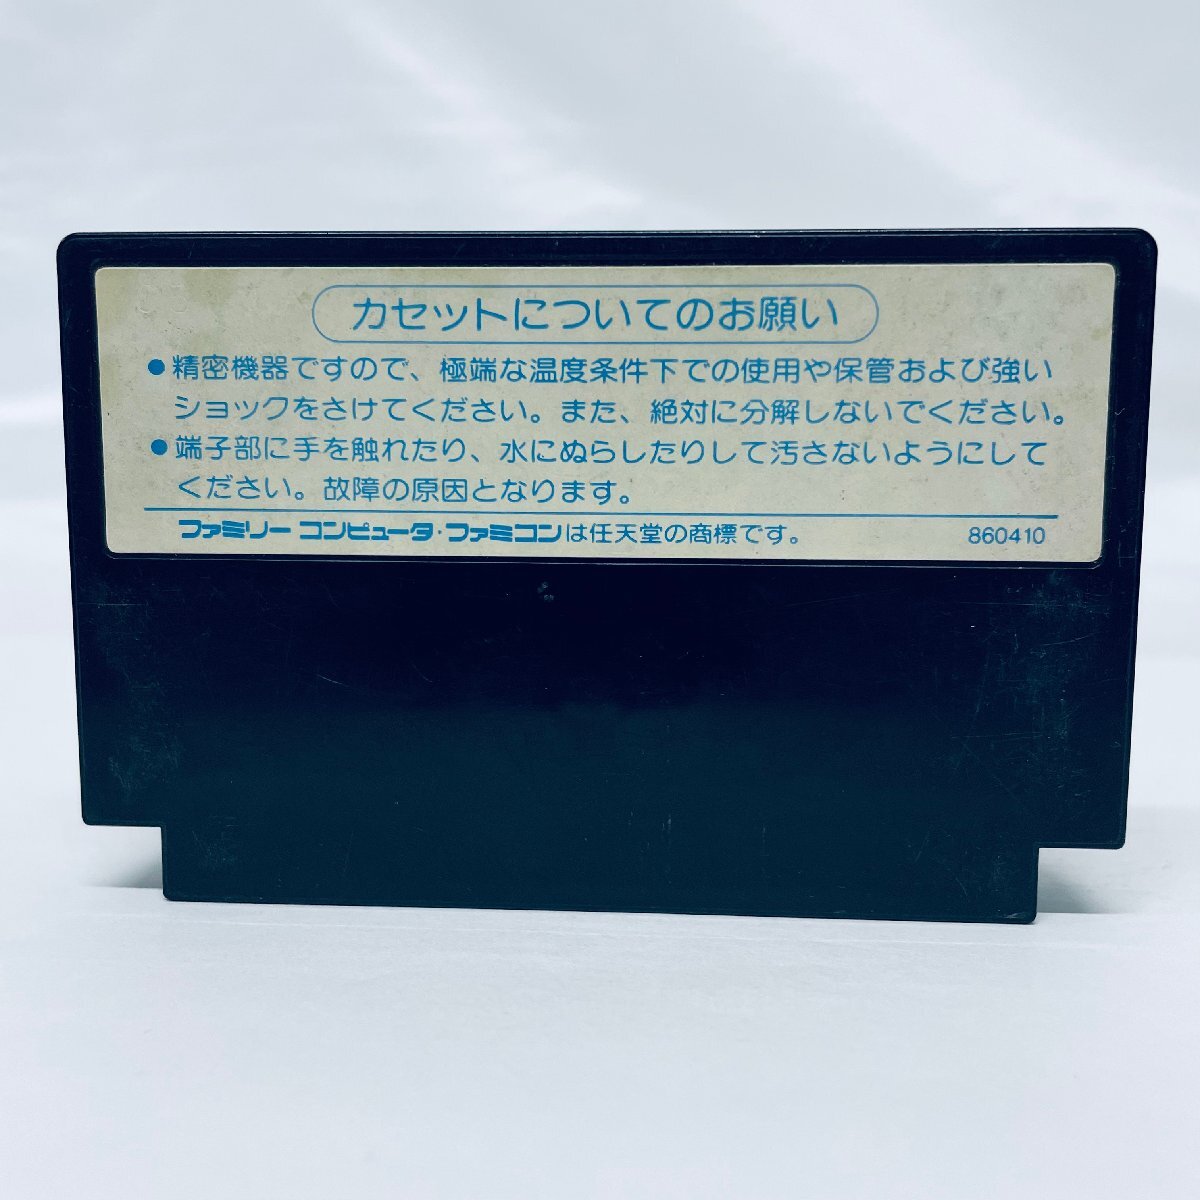 カセットについてのお願い
●精密機器ですので、極端な温度条件下での使用や保管および強い
ショックをさけてください。また、絶対に分解しないでください。
●端子部に手を触れたり、水にぬらしたりして汚さないようにして
ください。故障の原因となります。
ファミリー コンピュータ・ファミコンは任天堂の商標です。 860410